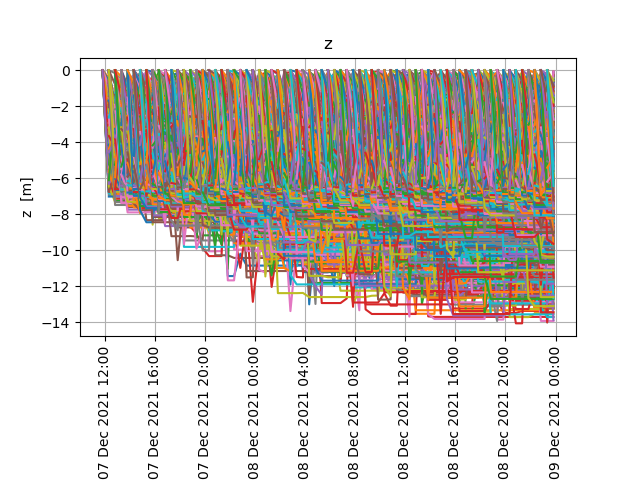 z
z [m]
0
−2
−4
−6
−8
−10
−12
−14
07 Dec 2021 12:00
07 Dec 2021 16:00
07 Dec 2021 20:00
08 Dec 2021 00:00
08 Dec 2021 04:00
08 Dec 2021 08:00
08 Dec 2021 12:00
08 Dec 2021 16:00
08 Dec 2021 20:00
09 Dec 2021 00:00